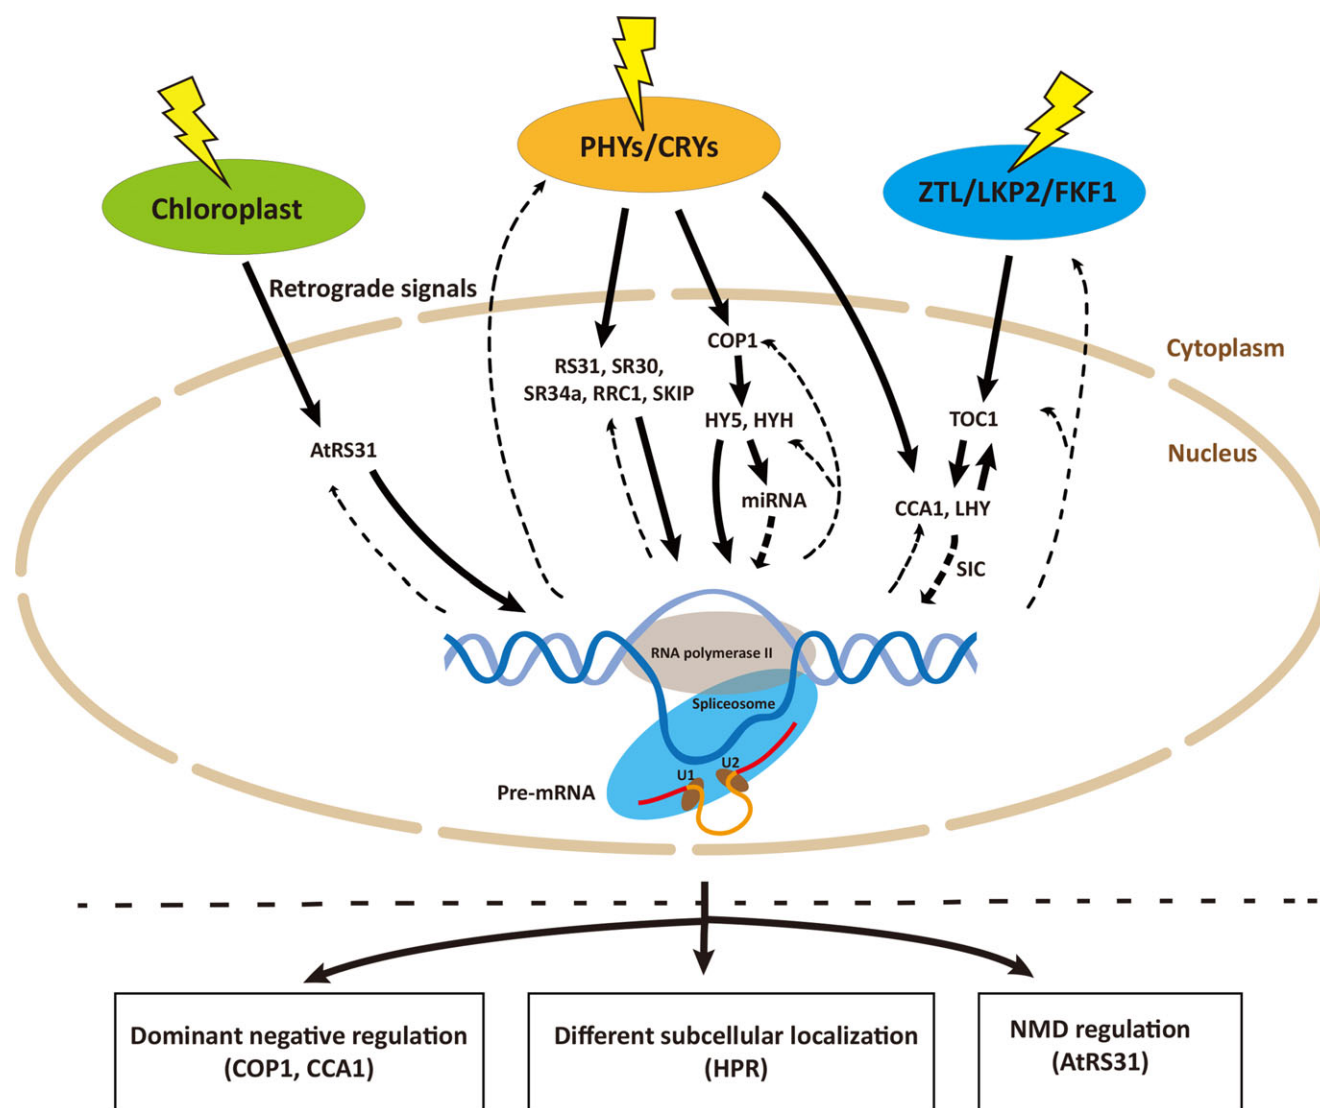 PHYs/CRYs
Chloroplast
ZTL/LKP2/FKF1
Retrograde signals
COP1
Cytoplasm
RS31, SR30,
SR34a, RRC1, SKIP
HY5, HYH
TOC1
AtRS31
Nucleus
miRNA
CCA1, LHY
SIC
RNA polymerase II
Spliceosome
U1
U2
Pre-mRNA
Dominant negative regulation
(COP1, CCA1)
Different subcellular localization
(HPR)
NMD regulation
(AtRS31)